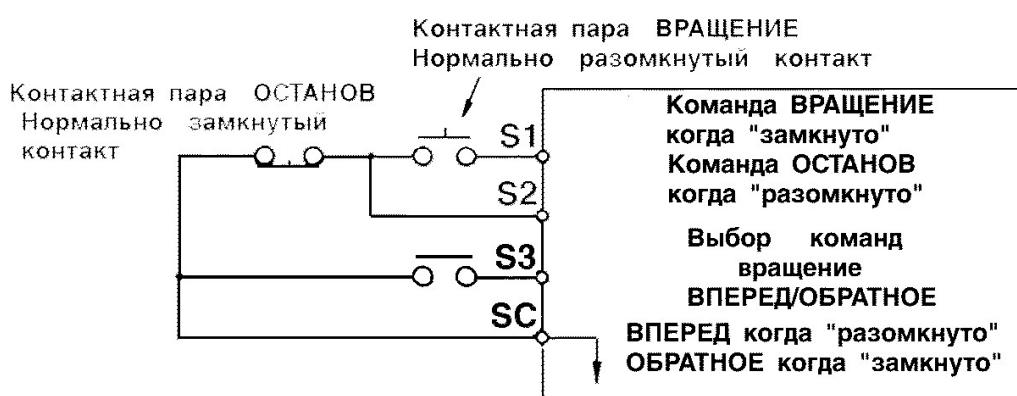 Контактная пара ВРАЩЕНИЕ
Нормально разомкнутый контакт
Контактная пара ОСТАНОВ
Нормально замкнутый
контакт
S1
S2
S3
SC
Команда ВРАЩЕНИЕ
когда "замкнуто"
Команда ОСТАНОВ
когда "разомкнуто"
Выбор команд
вращение
ВПЕРЕД/ОБРАТНОЕ
ВПЕРЕД когда "разомкнуто"
ОБРАТНОЕ когда "замкнуто"